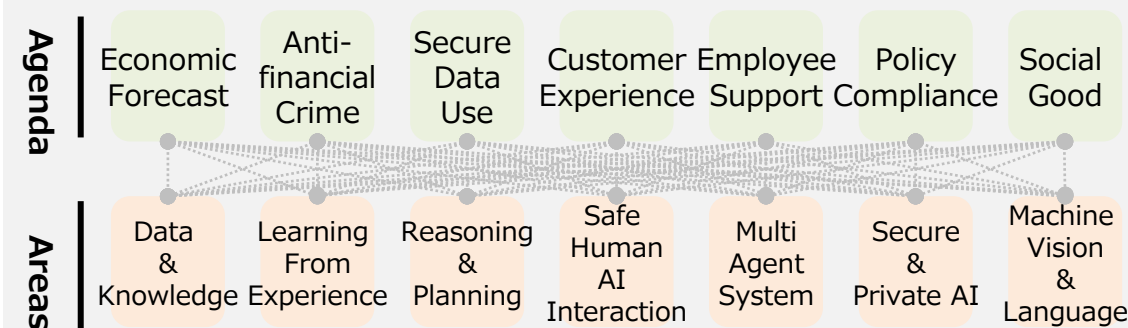 Agenda
Economic
Forecast
Anti-
financial
Crime
Secure
Data
Use
Customer
Experience
Employee
Support
Policy
Compliance
Social
Good
Areas
Data
&
Knowledge
Learning
From
Experience
Reasoning
&
Planning
Safe
Human
AI
Interaction
Multi
Agent
System
Secure
&
Private AI
Machine
Vision
&
Language